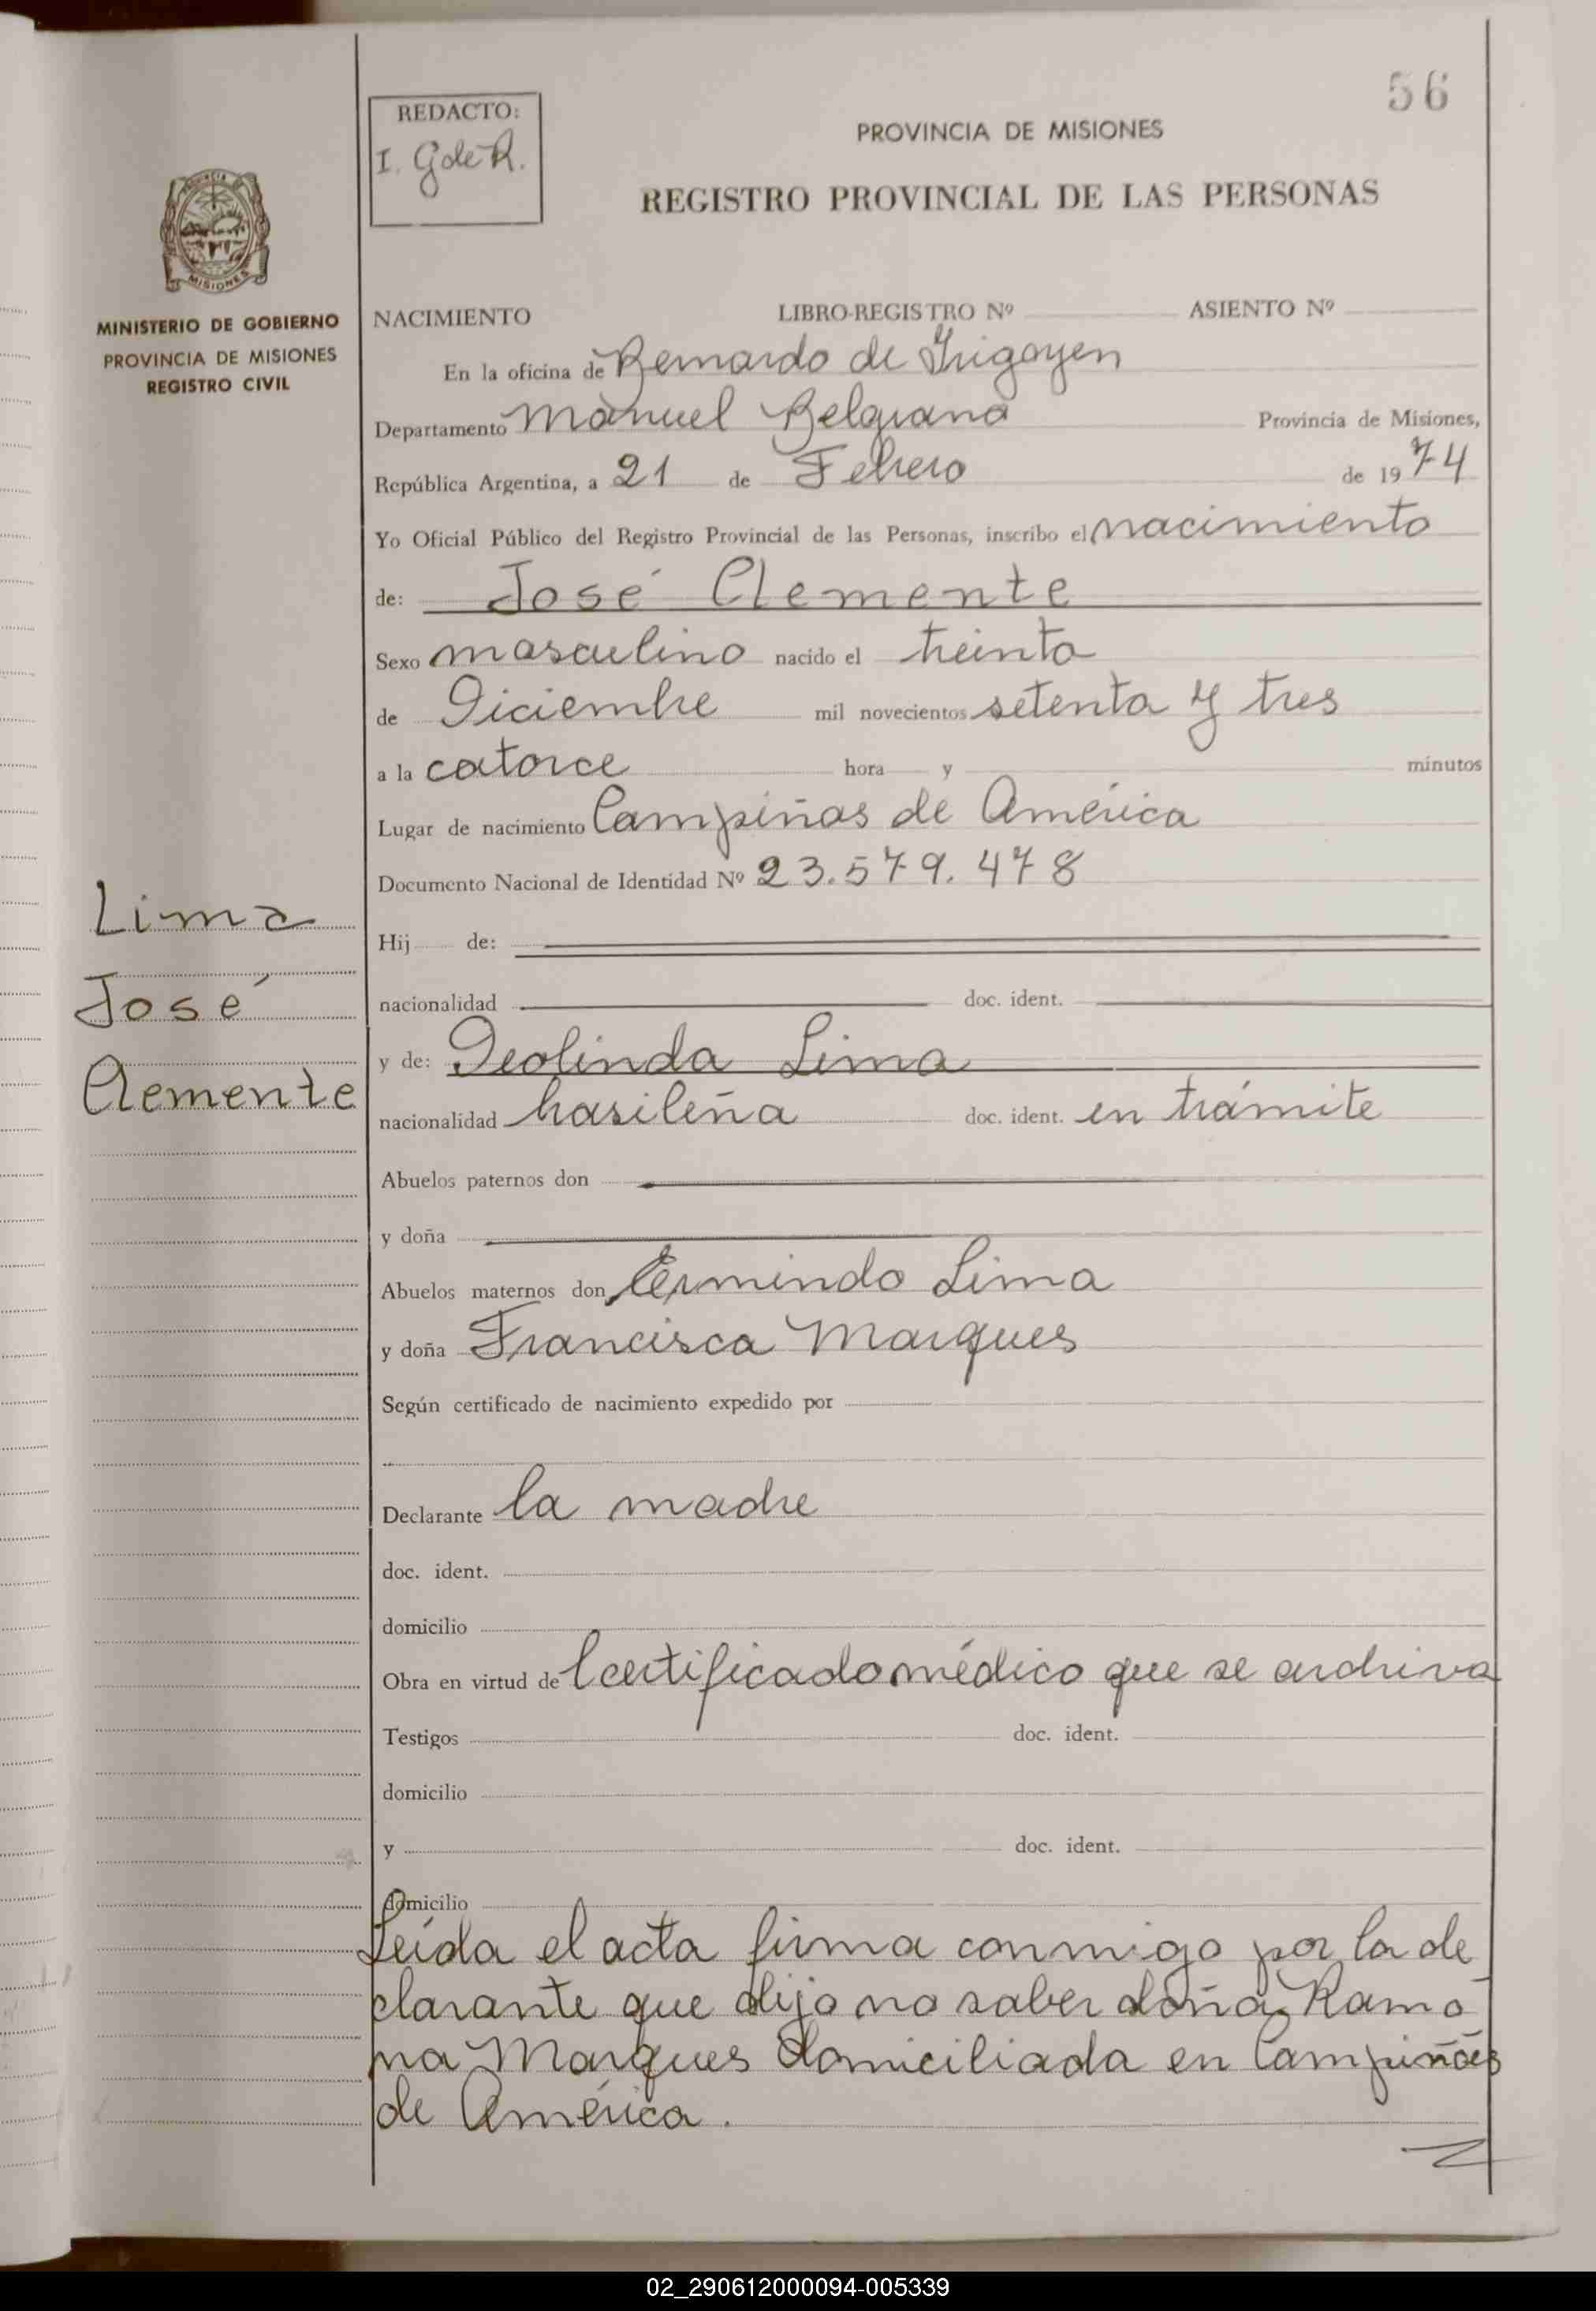 56
REDACTO:
I. G de R.
PROVINCIA DE MISIONES
REGISTRO PROVINCIAL DE LAS PERSONAS
MISIONES
MINISTERIO DE GOBIERNO
PROVINCIA DE MISIONES
REGISTRO CIVIL
NACIMIENTO LIBRO-REGISTRO Nº ASIENTO Nº
En la oficina de Bernardo de Irigoyen
Departamento Manuel Belgrano Provincia de Misiones,
República Argentina, a 21 de Febrero de 1974
Yo Oficial Público del Registro Provincial de las Personas, inscribo el nacimiento
de: José Clemente
Sexo masculino nacido el treinta
de Diciembre mil novecientos setenta y tres
a la catorce hora y minutos
Lugar de nacimiento Campiñas de América
Documento Nacional de Identidad Nº 23.579.478
Lima
José
Clemente
Hij de:
nacionalidad doc. ident.
y de: Deolinda Lima
nacionalidad brasileña doc. ident. en trámite
Abuelos paternos don
y doña
Abuelos maternos don Ermindo Lima
y doña Francisca Marques
Según certificado de nacimiento expedido por
Declarante la madre
doc. ident.
domicilio
Obra en virtud de Certificado médico que se archiva
Testigos doc. ident.
domicilio
y doc. ident.
domicilio
Leída el acta firma conmigo por la de
clarante que dijo no saber doña Ramo
na Marques domiciliada en Campiñas
de América.
02_290612000094-005339